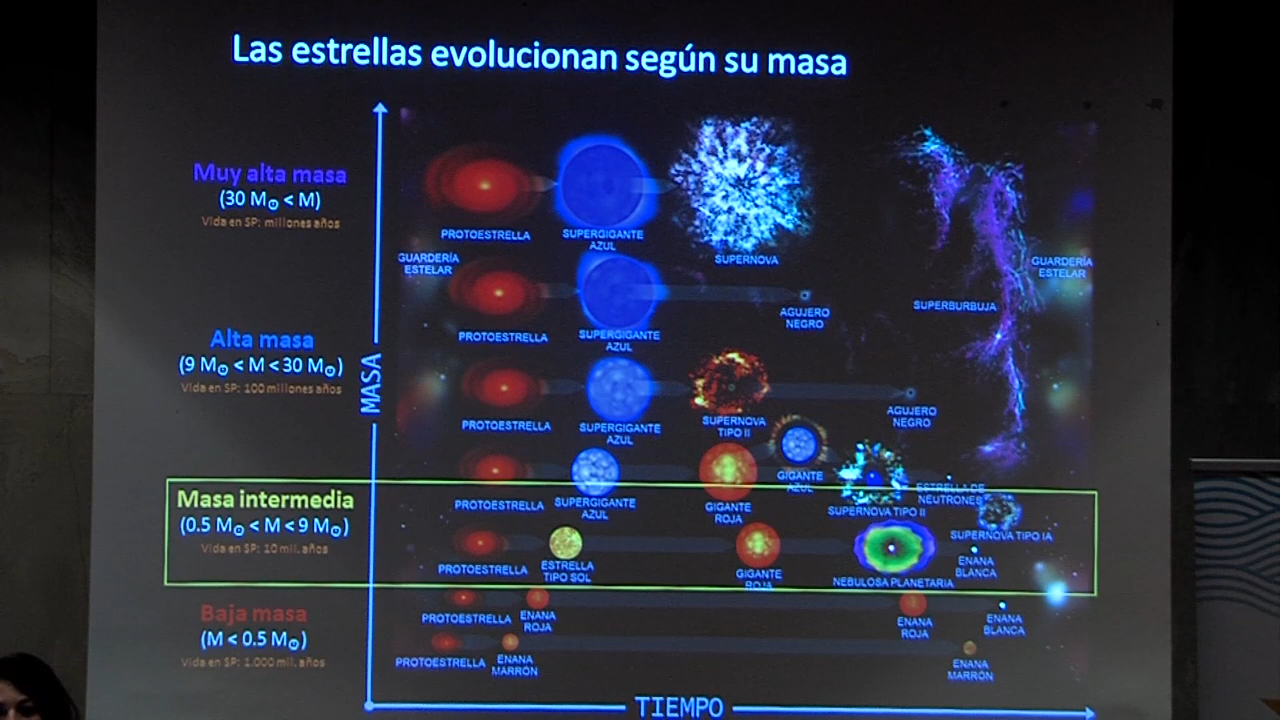 Las estrellas evolucionan según su masa
Muy alta masa
(30 M☉ < M)
Vida en SP: millones años
PROTOESTRELLA
SUPERGIGANTE
AZUL
SUPERNOVA
GUARDERÍA
ESTELAR
GUARDERÍA
ESTELAR
PROTOESTRELLA
SUPERGIGANTE
AZUL
AGUJERO
NEGRO
SUPERBURBUJA
Alta masa
(9 M☉ < M < 30 M☉)
Vida en SP: 100 millones años
MASA
PROTOESTRELLA
SUPERGIGANTE
AZUL
SUPERNOVA
TIPO II
AGUJERO
NEGRO
PROTOESTRELLA
SUPERGIGANTE
AZUL
GIGANTE
ROJA
GIGANTE
AZUL
SUPERNOVA TIPO II
ESTRELLA DE
NEUTRONES
SUPERNOVA TIPO IA
Masa intermedia
(0.5 M☉ < M < 9 M☉)
Vida en SP: 10 mil. años
PROTOESTRELLA
ESTRELLA
TIPO SOL
GIGANTE
ROJA
NEBULOSA PLANETARIA
ENANA
BLANCA
Baja masa
(M < 0.5 M☉)
Vida en SP: 1.000 mil. años
PROTOESTRELLA
ENANA
ROJA
ENANA
ROJA
ENANA
BLANCA
PROTOESTRELLA
ENANA
MARRÓN
ENANA
MARRÓN
TIEMPO